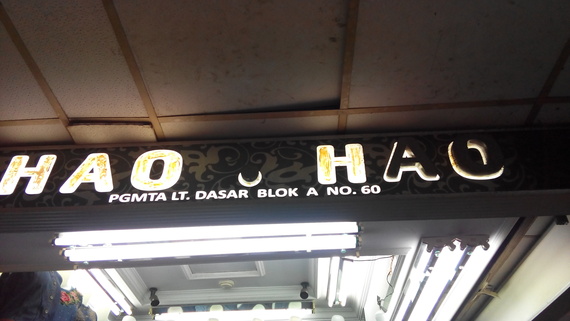 HAO HAO
PGMTA LT. DASAR BLOK A NO. 60